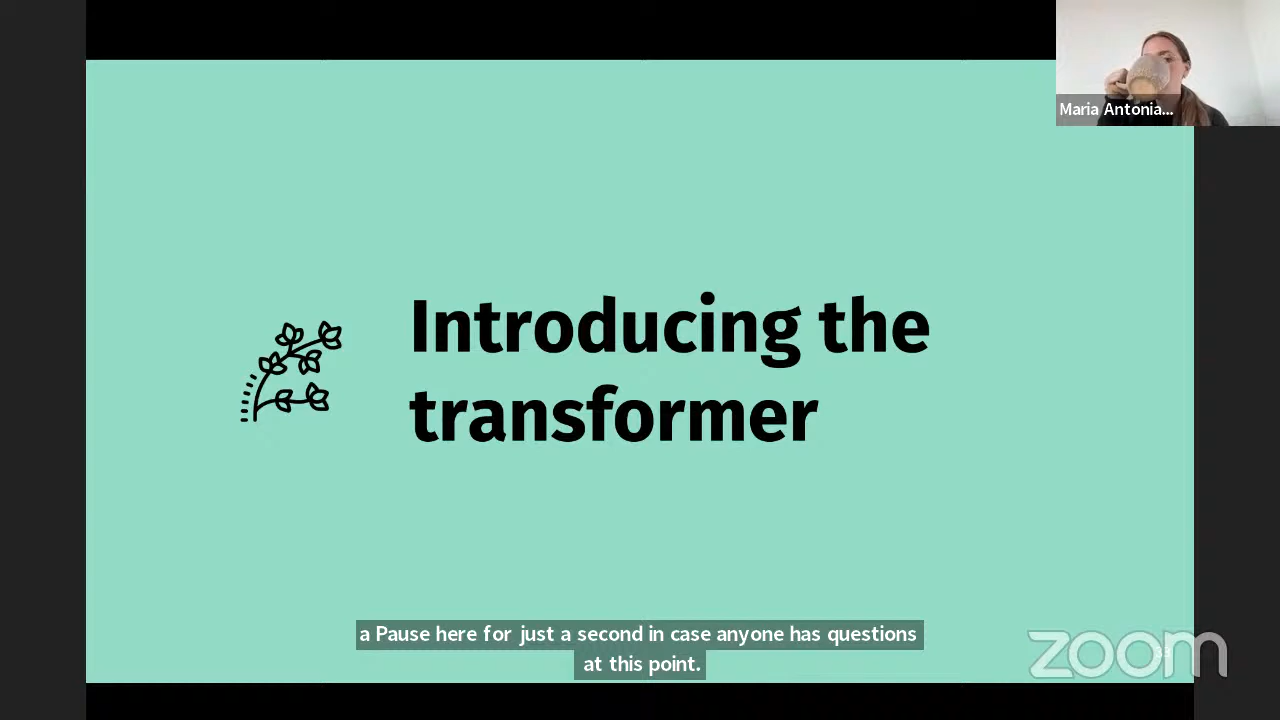 Maria Antonia...
Introducing the
transformer
a Pause here for just a second in case anyone has questions
at this point.
zoom